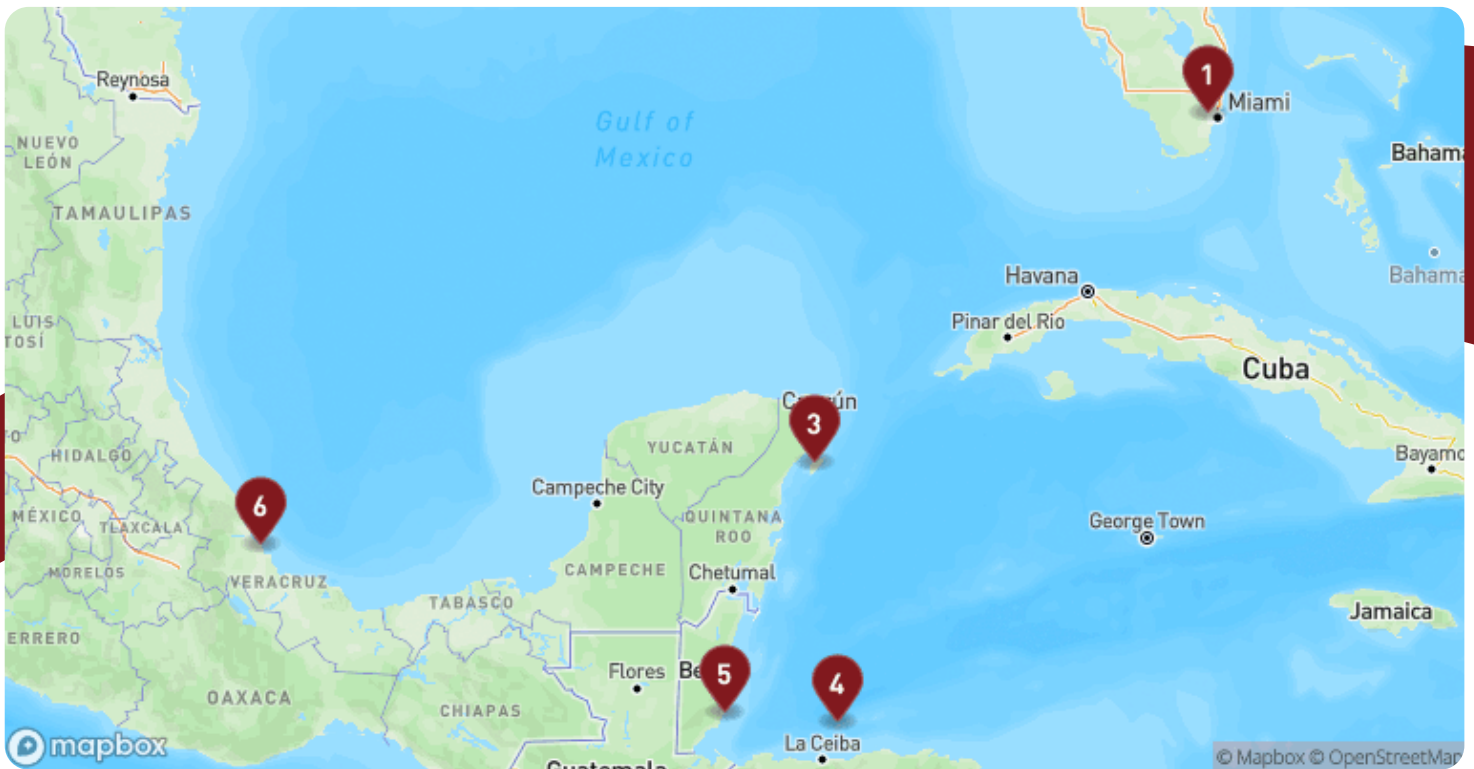 Reynosa
Gulf of
Mexico
1
Miami
NUEVO
LEÓN
Bahama
TAMAULIPAS
Havana
Bahama
LUIS
TOSÍ
Pinar del Rio
Cuba
3
YUCATÁN
HIDALGO
Bayamo
Campeche City
6
MÉXICO
TLAXCALA
QUINTANA
ROO
George Town
MORELOS
VERACRUZ
CAMPECHE
Chetumal
TABASCO
Jamaica
ERRERO
Flores
Be
5
4
OAXACA
CHIAPAS
mapbox
La Ceiba
© Mapbox © OpenStreetMap